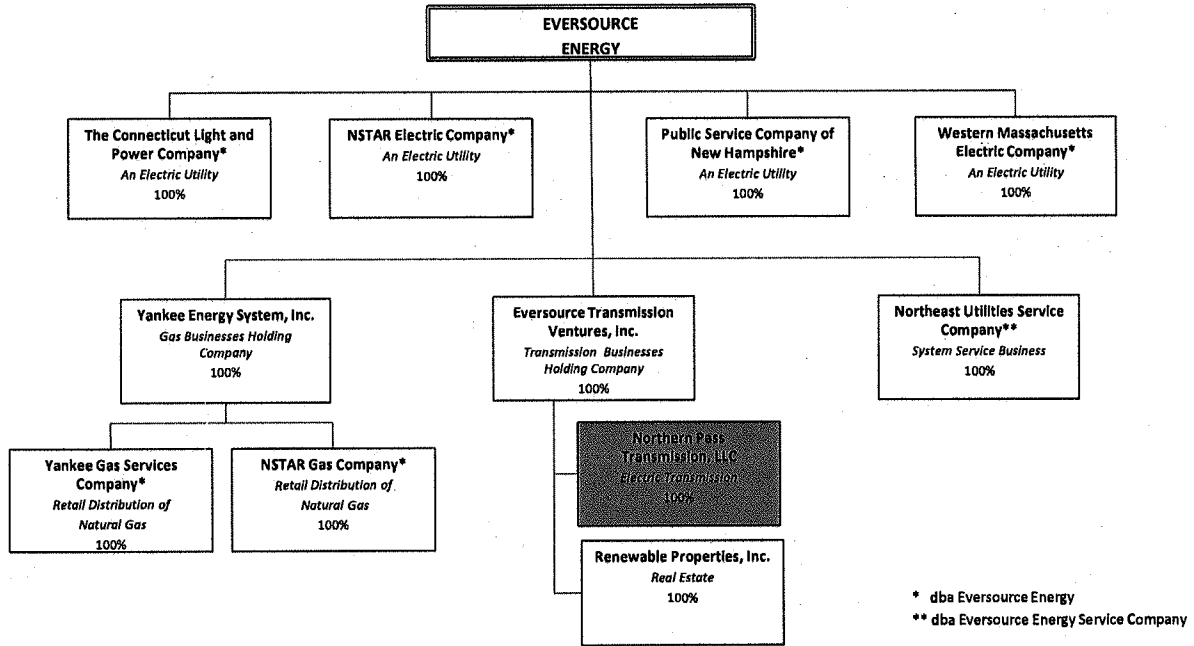 EVERSOURCE
ENERGY
The Connecticut Light and
Power Company*
An Electric Utility
100%
NSTAR Electric Company*
An Electric Utility
100%
Public Service Company of
New Hampshire*
An Electric Utility
100%
Western Massachusetts
Electric Company*
An Electric Utility
100%
Yankee Energy System, Inc.
Gas Businesses Holding
Company
100%
Eversource Transmission
Ventures, Inc.
Transmission Businesses
Holding Company
100%
Northeast Utilities Service
Company**
System Service Business
100%
Yankee Gas Services
Company*
Retail Distribution of
Natural Gas
100%
NSTAR Gas Company*
Retail Distribution of
Natural Gas
100%
Northern Pass
Transmission, LLC
Electric Transmission
100%
Renewable Properties, Inc.
Real Estate
100%
* dba Eversource Energy
** dba Eversource Energy Service Company